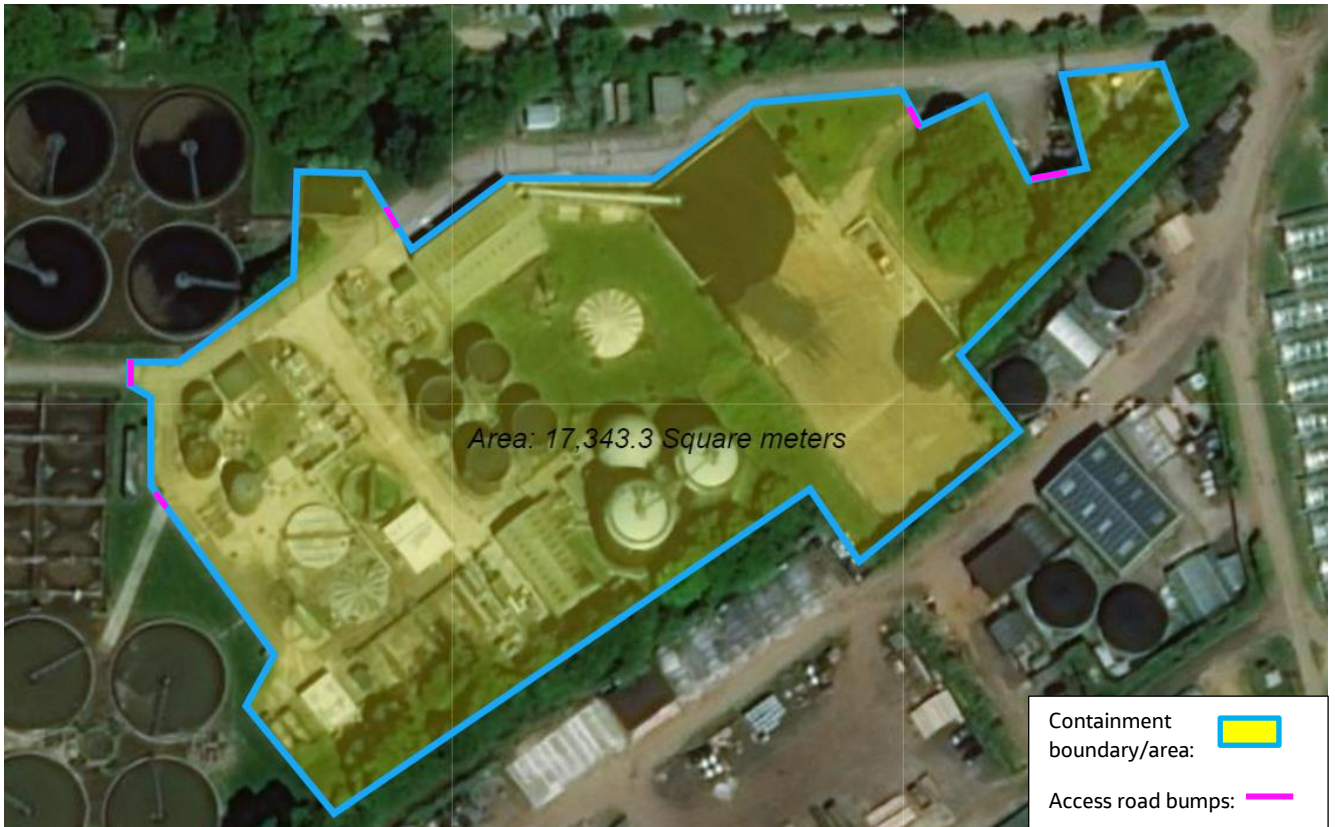 Area: 17,343.3 Square meters
Containment
boundary/area:
Access road bumps: